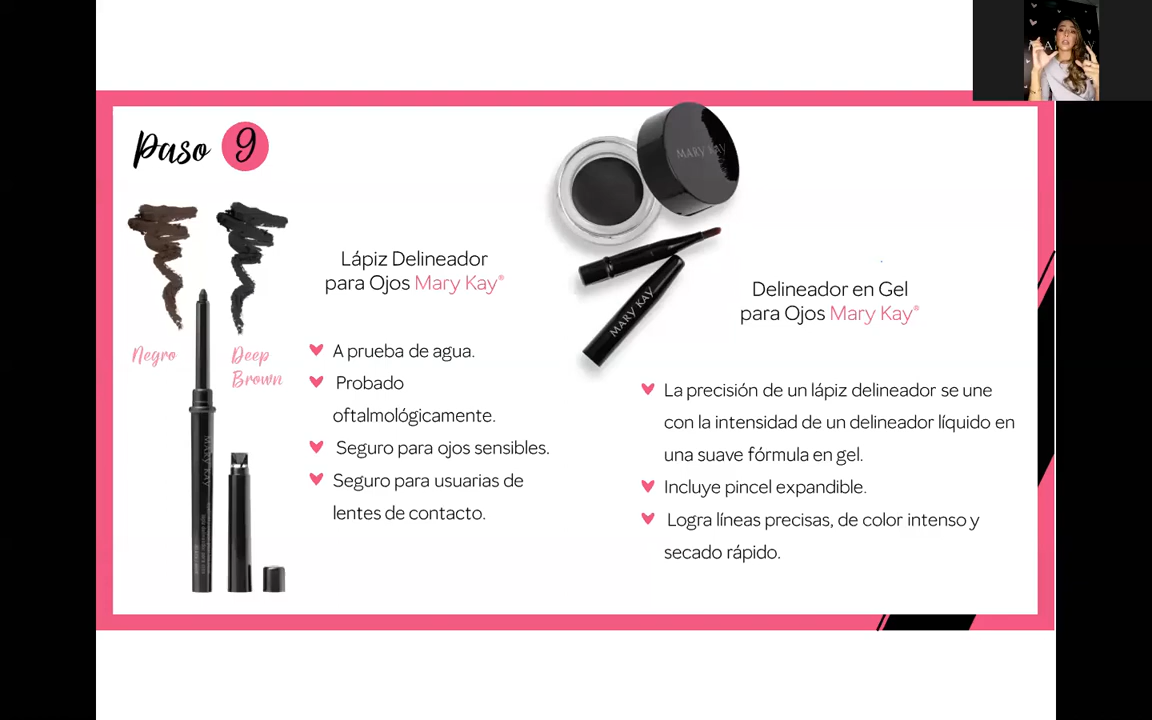 Paso 9
Negro
Deep
Brown
Lápiz Delineador
para Ojos Mary Kay®
A prueba de agua.
Probado
oftalmológicamente.
Seguro para ojos sensibles.
Seguro para usuarias de
lentes de contacto.
MARY KAY
MARY KAY
MARY KAY
Delineador en Gel
para Ojos Mary Kay®
La precisión de un lápiz delineador se une
con la intensidad de un delineador líquido en
una suave fórmula en gel.
Incluye pincel expandible.
Logra líneas precisas, de color intenso y
secado rápido.